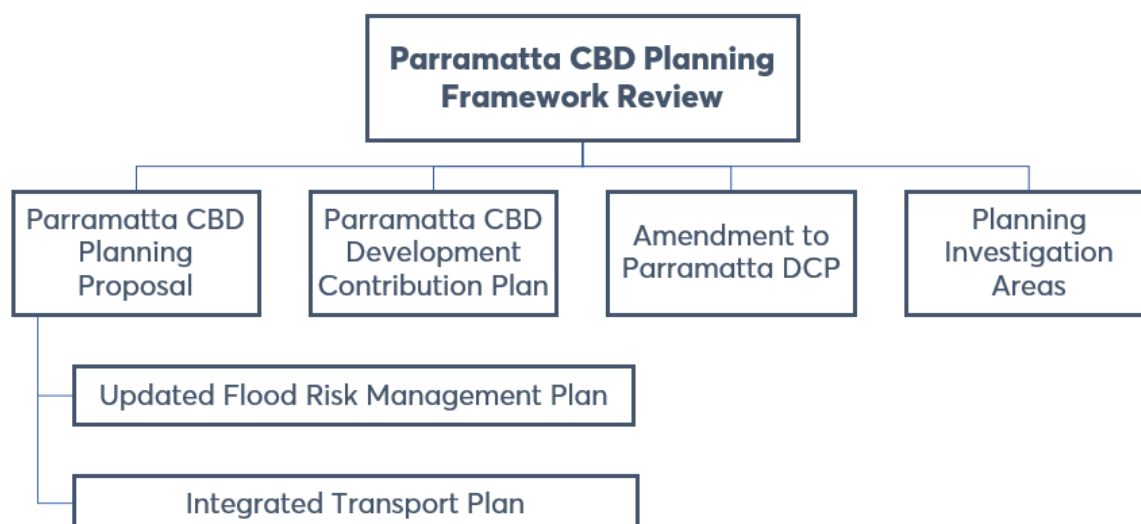 Parramatta CBD Planning
Framework Review
Parramatta CBD
Planning
Proposal
Parramatta CBD
Development
Contribution Plan
Amendment to
Parramatta DCP
Planning
Investigation
Areas
Updated Flood Risk Management Plan
Integrated Transport Plan